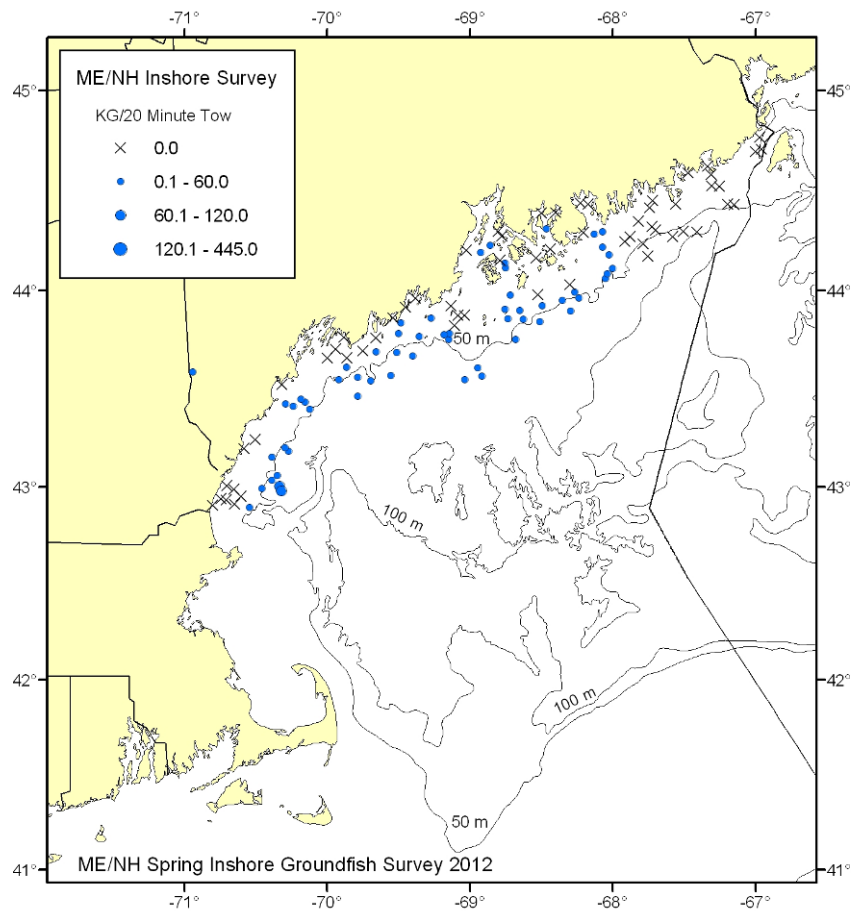 -71° -70° -69° -68° -67°
ME/NH Inshore Survey
KG/20 Minute Tow
0.0
0.1 - 60.0
60.1 - 120.0
120.1 - 445.0
45° 45°
44° 44°
50 m
43° 43°
100 m
42° 42°
100 m
50 m
ME/NH Spring Inshore Groundfish Survey 2012
41° 41°
-71° -70° -69° -68° -67°